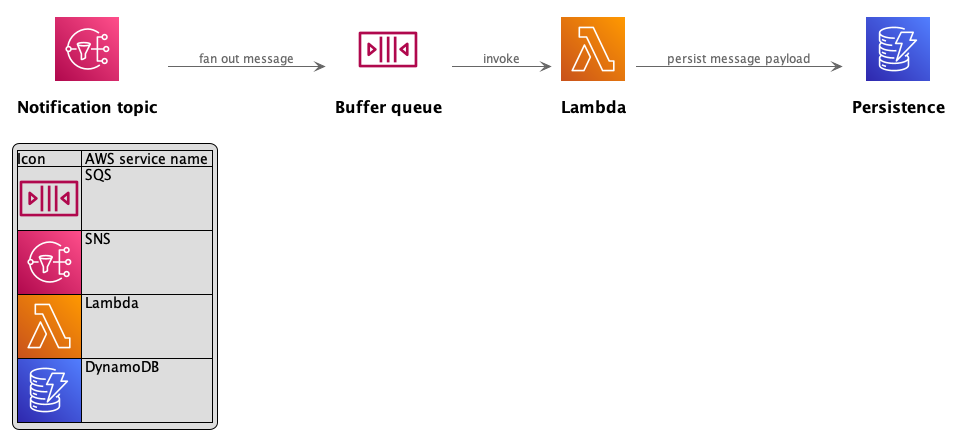 fan out message
invoke
persist message payload
Notification topic
Buffer queue
Lambda
Persistence
Icon
AWS service name
SQS
SNS
Lambda
DynamoDB